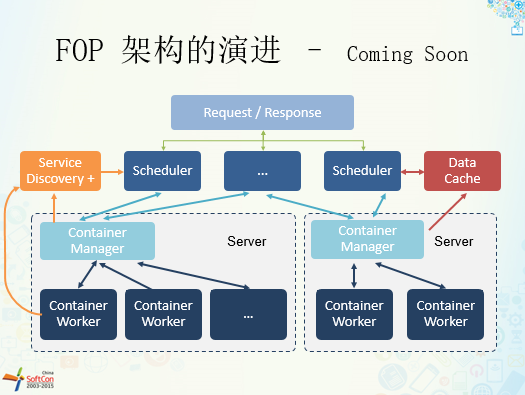 FOP 架构的演进 – Coming Soon
Request / Response
Service
Discovery +
Scheduler
...
Scheduler
Data
Cache
Container
Manager
Server
Container
Manager
Server
Container
Worker
Container
Worker
...
Container
Worker
Container
Worker
China
SoftCon
2003-2015